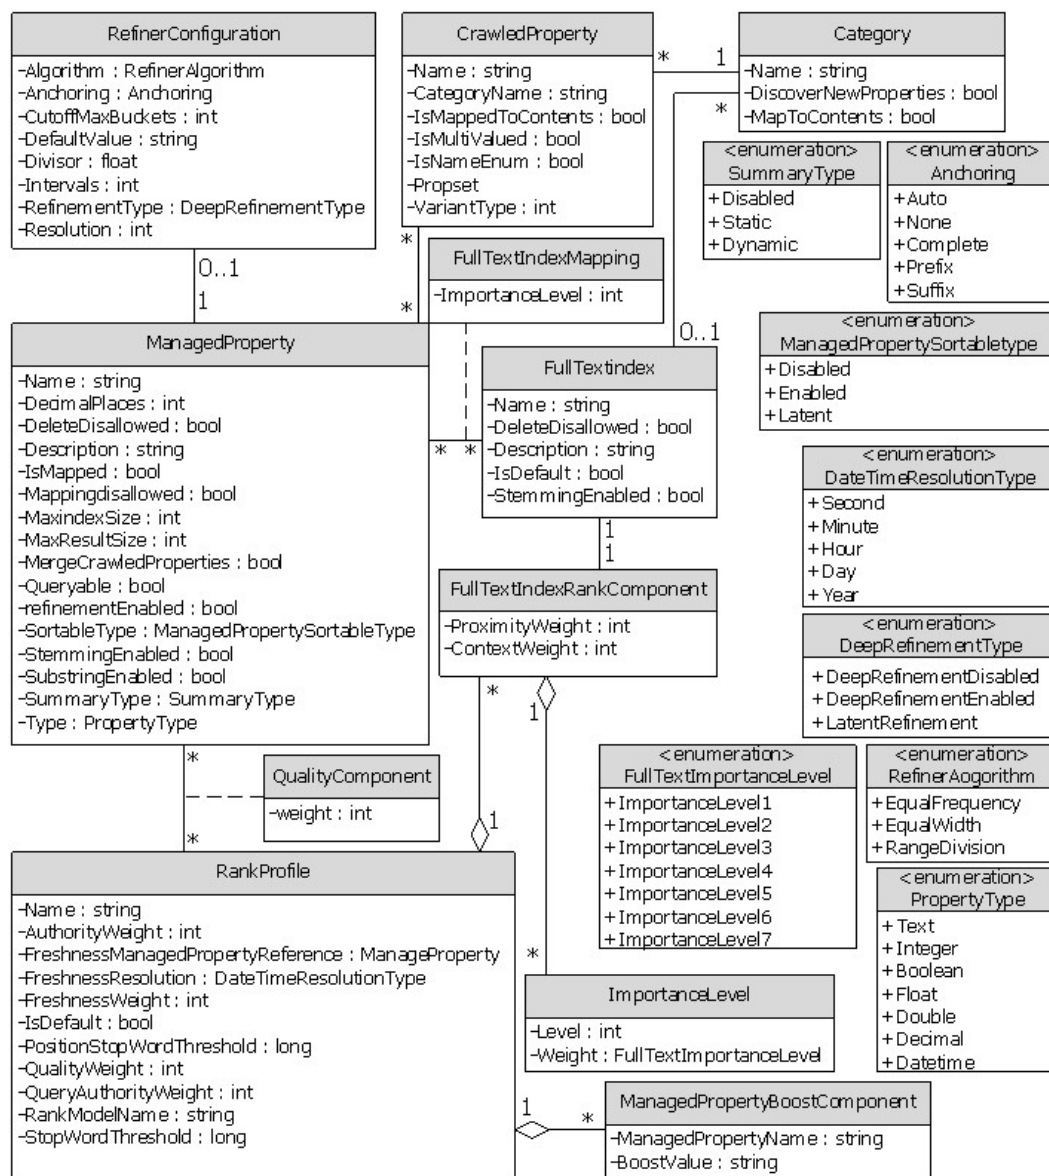 RefinerConfiguration
-Algorithm : RefinerAlgorithm
-Anchoring : Anchoring
-CutoffMaxBuckets : int
-DefaultValue : string
-Divisor : float
-Intervals : int
-RefinementType : DeepRefinementType
-Resolution : int
CrawledProperty
-Name : string
-CategoryName : string
-IsMappedToContents : bool
-IsMultiValued : bool
-IsNameEnum : bool
-Propset
-VariantType : int
* 1
*
Category
-Name : string
-DiscoverNewProperties : bool
-MapToContents : bool
<enumeration>
SummaryType
+Disabled
+Static
+Dynamic
<enumeration>
Anchoring
+Auto
+None
+Complete
+Prefix
+Suffix
0..1
1
*
*
FullTextIndexMapping
-ImportanceLevel : int
0..1
<enumeration>
ManagedPropertySortabletype
+Disabled
+Enabled
+Latent
ManagedProperty
-Name : string
-DecimalPlaces : int
-DeleteDisallowed : bool
-Description : string
-IsMapped : bool
-Mappingdisallowed : bool
-MaxindexSize : int
-MaxResultSize : int
-MergeCrawledProperties : bool
-Queryable : bool
-refinementEnabled : bool
-SortableType : ManagedPropertySortableType
-StemmingEnabled : bool
-SubstringEnabled : bool
-SummaryType : SummaryType
-Type : PropertyType
* *
FullTextindex
-Name : string
-DeleteDisallowed : bool
-Description : string
-IsDefault : bool
-StemmingEnabled : bool
1
1
<enumeration>
DateTimeResolutionType
+Second
+Minute
+Hour
+Day
+Year
FullTextIndexRankComponent
-ProximityWeight : int
-ContextWeight : int
* 1
<enumeration>
DeepRefinementType
+DeepRefinementDisabled
+DeepRefinementEnabled
+LatentRefinement
*
QualityComponent
-weight : int
*
1
<enumeration>
FullTextImportanceLevel
+ImportanceLevel1
+ImportanceLevel2
+ImportanceLevel3
+ImportanceLevel4
+ImportanceLevel5
+ImportanceLevel6
+ImportanceLevel7
<enumeration>
RefinerAogorithm
+EqualFrequency
+EqualWidth
+RangeDivision
<enumeration>
PropertyType
+Text
+Integer
+Boolean
+Float
+Double
+Decimal
+Datetime
RankProfile
-Name : string
-AuthorityWeight : int
-FreshnessManagedPropertyReference : ManageProperty
-FreshnessResolution : DateTimeResolutionType
-FreshnessWeight : int
-IsDefault : bool
-PositionStopWordThreshold : long
-QualityWeight : int
-QueryAuthorityWeight : int
-RankModelName : string
-StopWordThreshold : long
*
ImportanceLevel
-Level : int
-Weight : FullTextImportanceLevel
1 *
ManagedPropertyBoostComponent
-ManagedPropertyName : string
-BoostValue : string